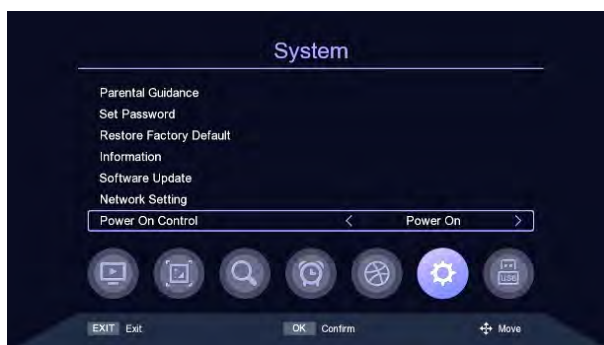 System
Parental Guidance
Set Password
Restore Factory Default
Information
Software Update
Network Setting
Power On Control < Power On >
USB
EXIT Exit OK Confirm Move